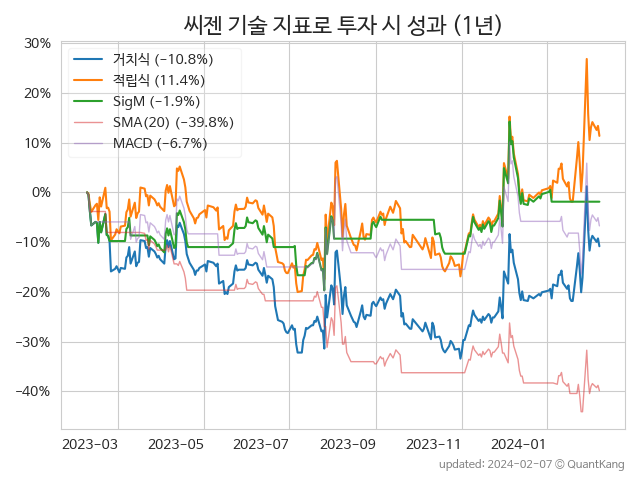 씨젠 기술 지표로 투자 시 성과 (1년)
30%
20%
10%
0%
−10%
−20%
−30%
−40%
거치식 (−10.8%)
적립식 (11.4%)
SigM (−1.9%)
SMA(20) (−39.8%)
MACD (−6.7%)
2023-03
2023-05
2023-07
2023-09
2023-11
2024-01
updated: 2024-02-07 © QuantKang